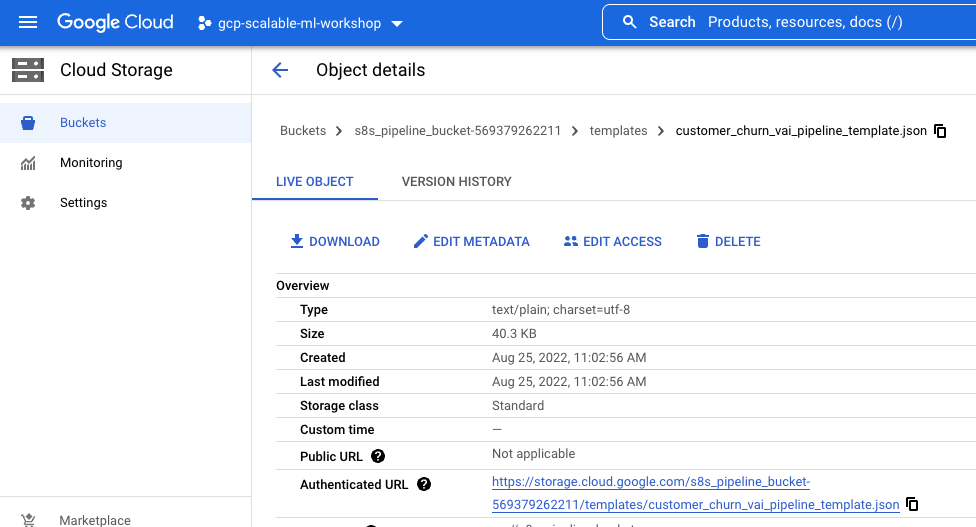 Google Cloud
gcp-scalable-ml-workshop
Search Products, resources, docs (/)
Cloud Storage
Object details
Buckets
Monitoring
Settings
Marketplace
Buckets > s8s_pipeline_bucket-569379262211 > templates > customer_churn_vai_pipeline_template.json
LIVE OBJECT VERSION HISTORY
DOWNLOAD EDIT METADATA EDIT ACCESS DELETE
Overview
Type text/plain; charset=utf-8
Size 40.3 KB
Created Aug 25, 2022, 11:02:56 AM
Last modified Aug 25, 2022, 11:02:56 AM
Storage class Standard
Custom time —
Public URL ? Not applicable
Authenticated URL ? https://storage.cloud.google.com/s8s_pipeline_bucket-
569379262211/templates/customer_churn_vai_pipeline_template.json